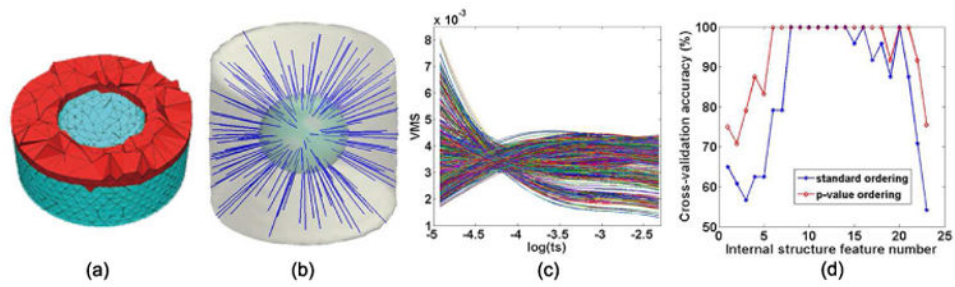 x 10⁻³
8
7
6
5
4
3
2
1
VMS
-5 -4.5 -4 -3.5 -3 -2.5
log(ts)
100
90
80
70
60
50
Cross-validation accuracy (%)
standard ordering
p-value ordering
0 5 10 15 20 25
Internal structure feature number
(a) (b) (c) (d)